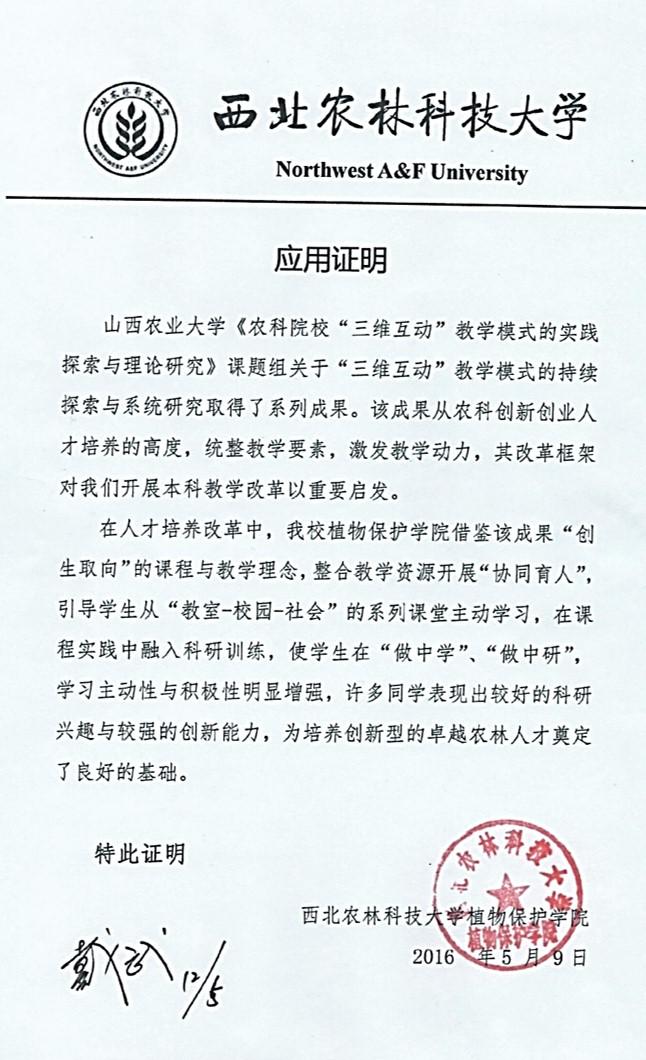 西北农林科技大学
NORTHWEST A&F UNIVERSITY
西北农林科技大学
Northwest A&F University
应用证明
山西农业大学《农科院校“三维互动”教学模式的实践
探索与理论研究》课题组关于“三维互动”教学模式的持续
探索与系统研究取得了系列成果。该成果从农科创新创业人
才培养的高度，统整教学要素，激发教学动力，其改革框架
对我们开展本科教学改革以重要启发。
在人才培养改革中，我校植物保护学院借鉴该成果“创
生取向”的课程与教学理念，整合教学资源开展“协同育人”，
引导学生从“教室-校园-社会”的系列课堂主动学习，在课
程实践中融入科研训练，使学生在“做中学”、“做中研”，
学习主动性与积极性明显增强，许多同学表现出较好的科研
兴趣与较强的创新能力，为培养创新型的卓越农林人才奠定
了良好的基础。
特此证明
西北农林科技大学
植物保护学院
西北农林科技大学植物保护学院
2016 年 5 月 9 日
12/5